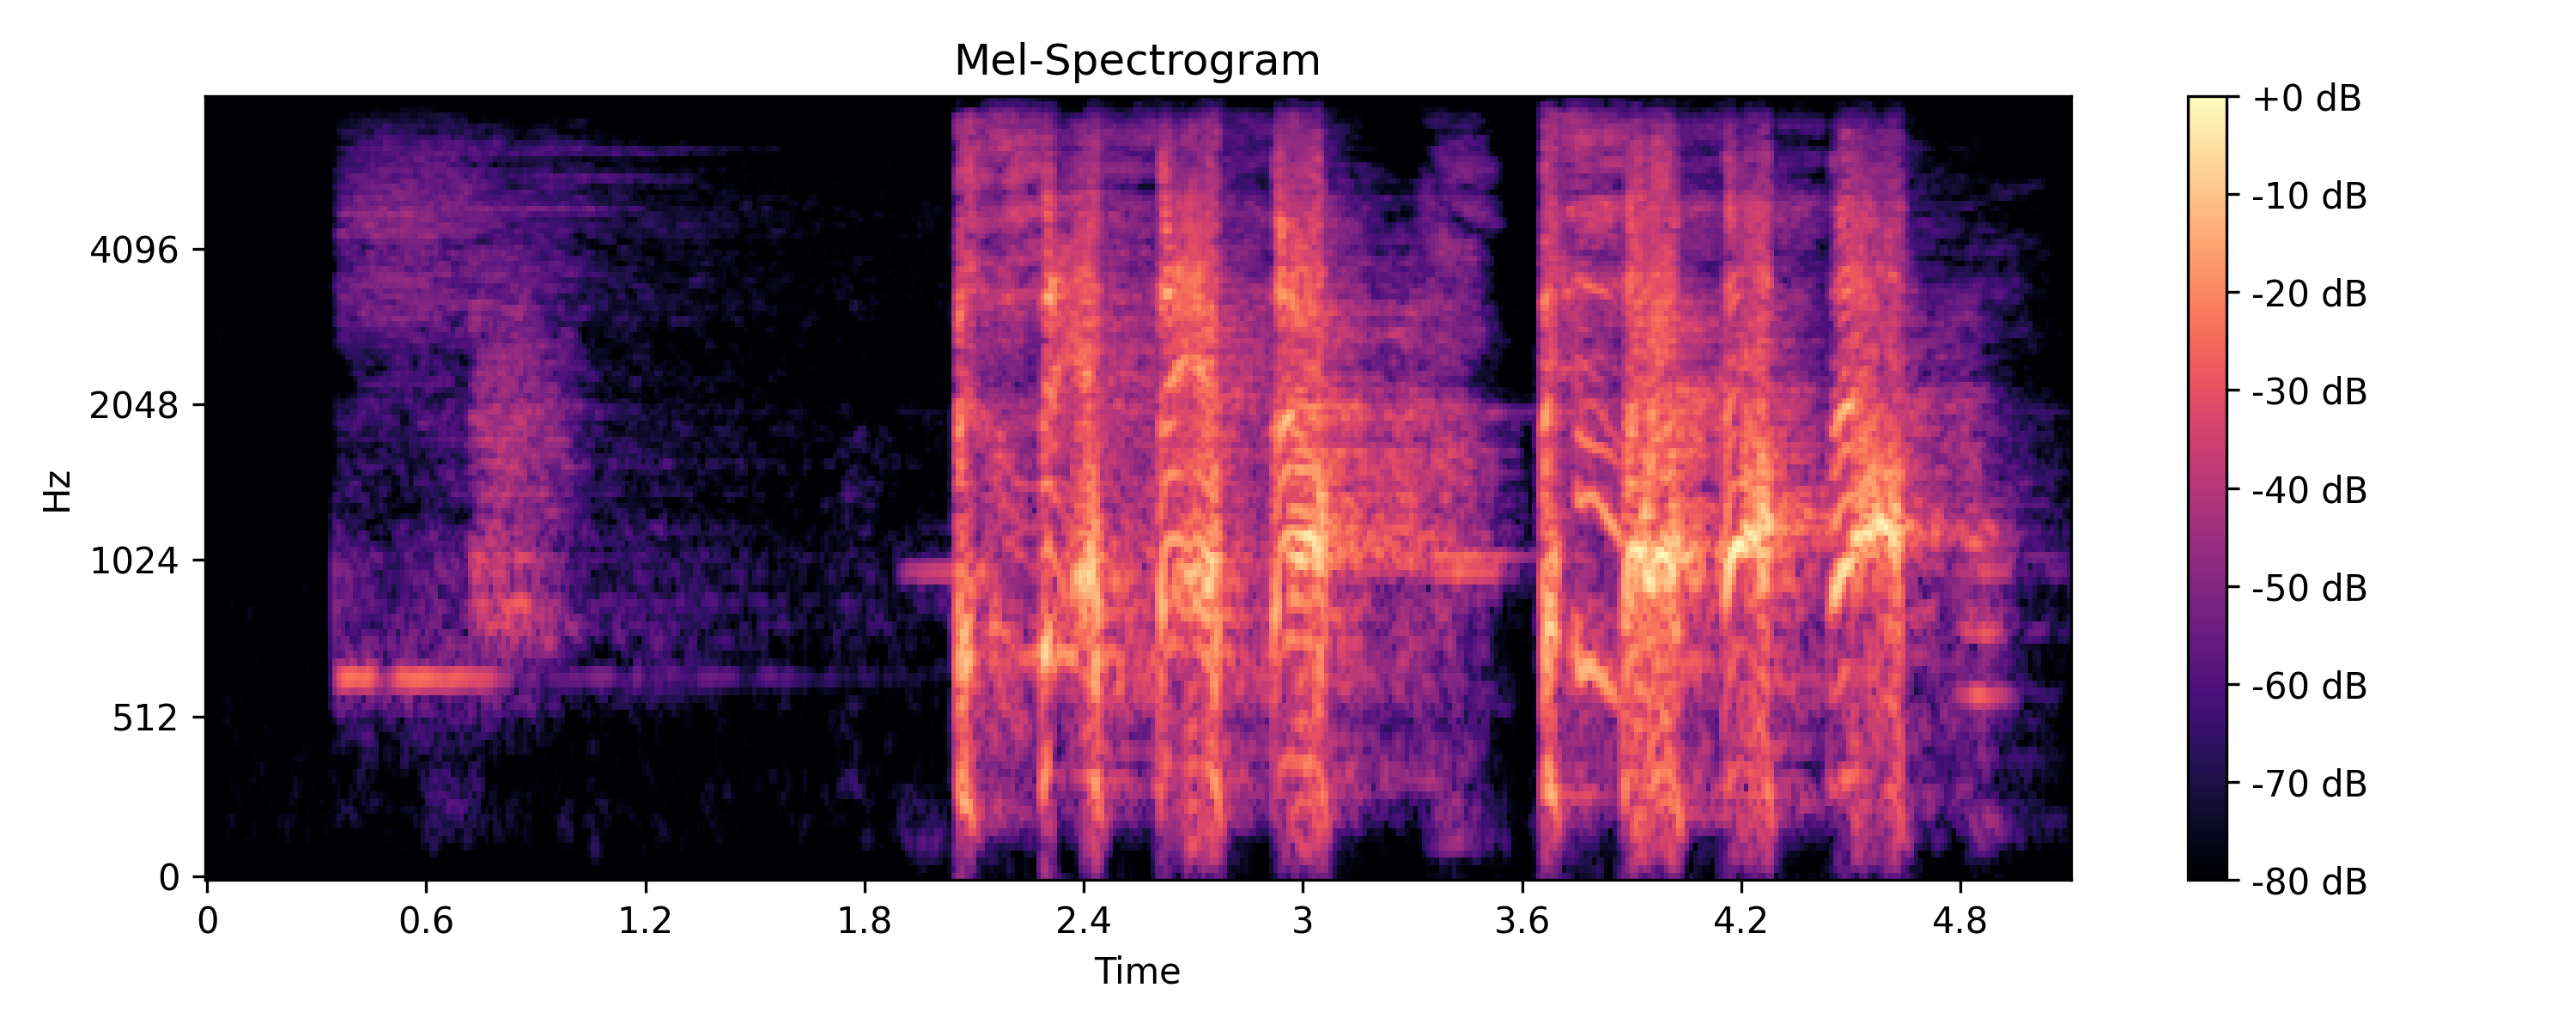 Mel-Spectrogram
+0 dB
-10 dB
-20 dB
-30 dB
-40 dB
-50 dB
-60 dB
-70 dB
-80 dB
Hz
4096
2048
1024
512
0
0 0.6 1.2 1.8 2.4 3 3.6 4.2 4.8
Time